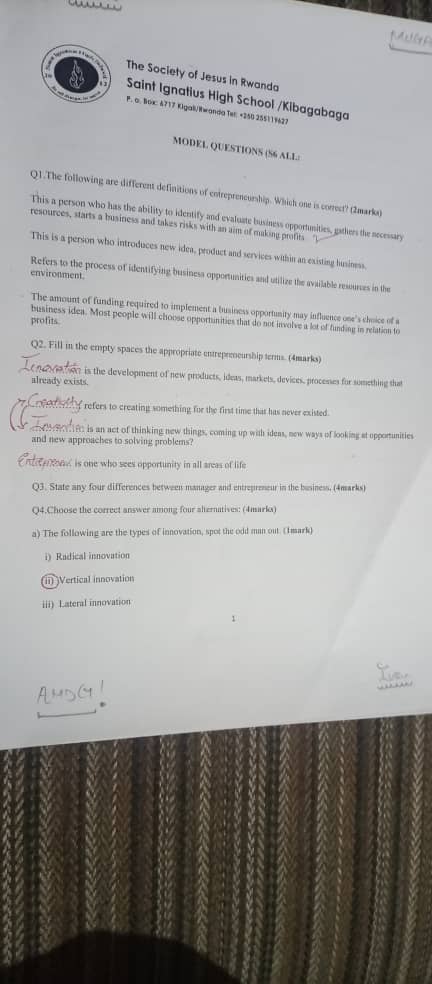 MUGA
The Society of Jesus in Rwanda
Saint Ignatius High School /Kibagabaga
P. o. Box: 6717 Kigali/Rwanda Tel: +250 255119627
MODEL QUESTIONS (S6 ALL:
Q1.The following are different definitions of entrepreneurship. Which one is correct? (2marks)
This a person who has the ability to identify and evaluate business opportunities, gathers the necessary
resources, starts a business and takes risks with an aim of making profits.
This is a person who introduces new idea, product and services within an existing business.
Refers to the process of identifying business opportunities and utilize the available resources in the
environment.
The amount of funding required to implement a business opportunity may influence one's choice of a
business idea. Most people will choose opportunities that do not involve a lot of funding in relation to
profits.
Q2. Fill in the empty spaces the appropriate entrepreneurship terms. (4marks)
Innovation is the development of new products, ideas, markets, devices, processes for something that
already exists.
Creativity refers to creating something for the first time that has never existed.
Invention is an act of thinking new things, coming up with ideas, new ways of looking at opportunities
and new approaches to solving problems?
is one who sees opportunity in all areas of life
Q3. State any four differences between manager and entrepreneur in the business. (4marks)
Q4.Choose the correct answer among four alternatives: (4marks)
a) The following are the types of innovation, spot the odd man out. (1mark)
i) Radical innovation
ii) Vertical innovation
iii) Lateral innovation
1
AMDG!